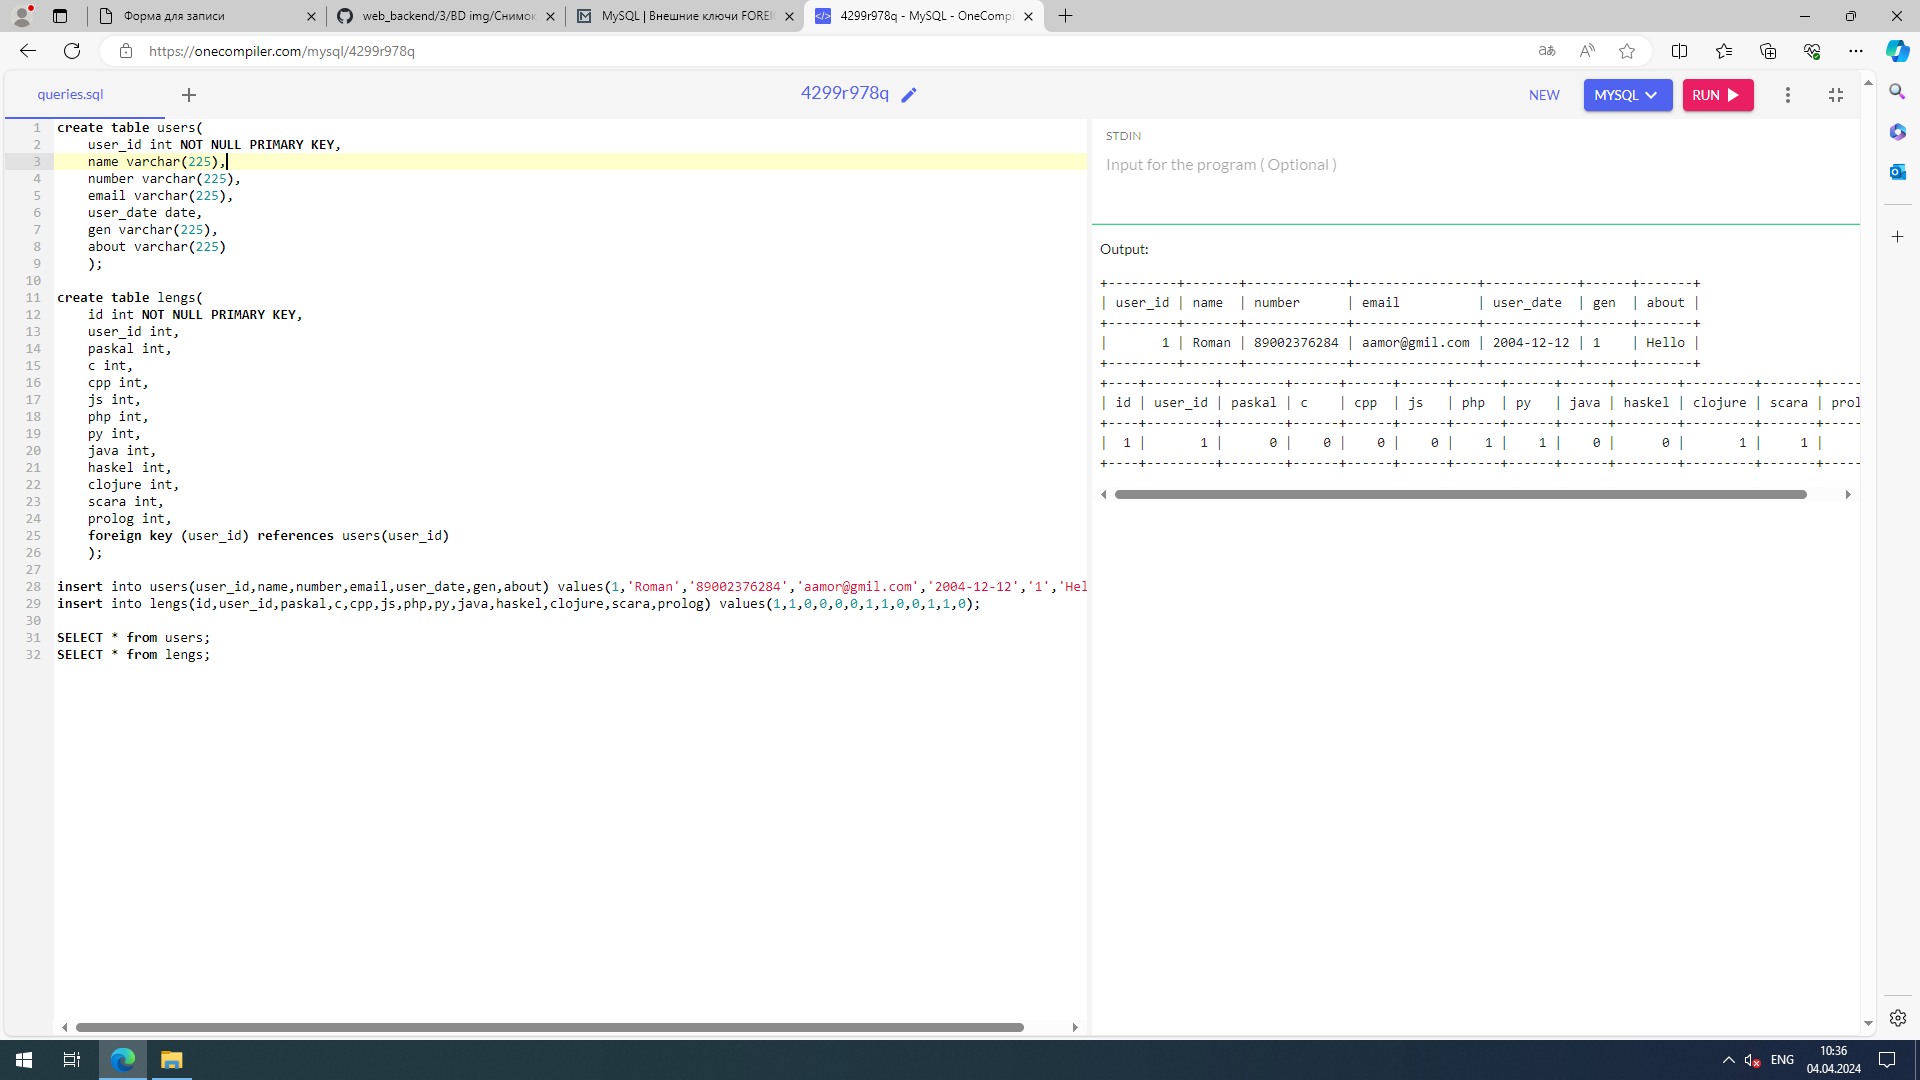 Форма для записи
web_backend/3/BD img/Снимок
MySQL | Внешние ключи FOREI
4299r978q - MySQL - OneCompi
https://onecompiler.com/mysql/4299r978q
queries.sql
4299r978q
NEW
MYSQL
RUN
1 create table users(
2 user_id int NOT NULL PRIMARY KEY,
3 name varchar(225),
4 number varchar(225),
5 email varchar(225),
6 user_date date,
7 gen varchar(225),
8 about varchar(225)
9 );
10
11 create table lengs(
12 id int NOT NULL PRIMARY KEY,
13 user_id int,
14 paskal int,
15 c int,
16 cpp int,
17 js int,
18 php int,
19 py int,
20 java int,
21 haskel int,
22 clojure int,
23 scara int,
24 prolog int,
25 foreign key (user_id) references users(user_id)
26 );
27
28 insert into users(user_id,name,number,email,user_date,gen,about) values(1,'Roman','89002376284','aamor@gmil.com','2004-12-12','1','Hel
29 insert into lengs(id,user_id,paskal,c,cpp,js,php,py,java,haskel,clojure,scara,prolog) values(1,1,0,0,0,0,1,1,0,0,1,1,0);
30
31 SELECT * from users;
32 SELECT * from lengs;
STDIN
Input for the program ( Optional )
Output:
+---------+-------+-------------+----------------+------------+------+-------+
| user_id | name | number | email | user_date | gen | about |
+---------+-------+-------------+----------------+------------+------+-------+
| 1 | Roman | 89002376284 | aamor@gmil.com | 2004-12-12 | 1 | Hello |
+---------+-------+-------------+----------------+------------+------+-------+
+----+---------+--------+------+------+------+------+------+------+--------+---------+-------+-----
| id | user_id | paskal | c | cpp | js | php | py | java | haskel | clojure | scara | prol
+----+---------+--------+------+------+------+------+------+------+--------+---------+-------+-----
| 1 | 1 | 0 | 0 | 0 | 0 | 1 | 1 | 0 | 0 | 1 | 1 |
+----+---------+--------+------+------+------+------+------+------+--------+---------+-------+-----
ENG
10:36
04.04.2024